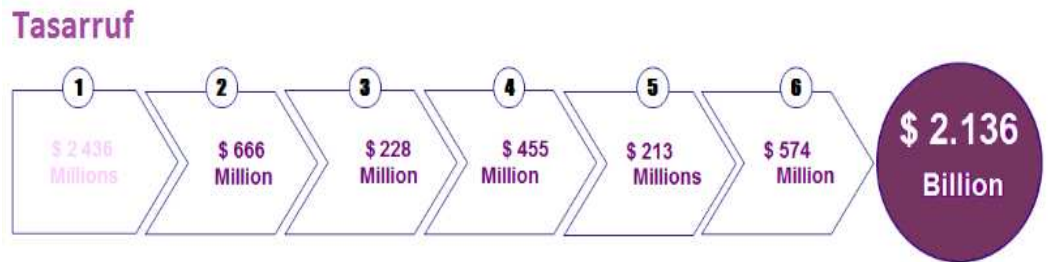 Tasarruf
1
2
3
4
5
6
$ 2 436
Millions
$ 666
Million
$ 228
Million
$ 455
Million
$ 213
Millions
$ 574
Million
$ 2.136
Billion